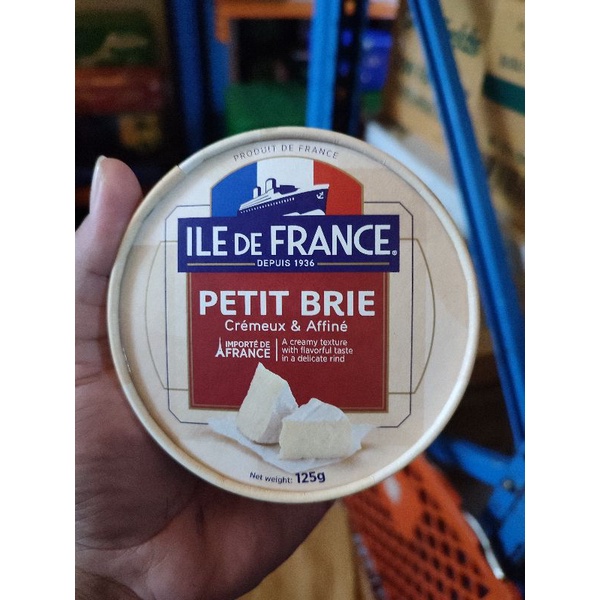 PRODUIT DE FRANCE
ILE DE FRANCE®
DEPUIS 1936
PETIT BRIE
Crémeux & Affiné
IMPORTÉ DE
FRANCE
A creamy texture
with flavorful taste
in a delicate rind
Net weight: 125g